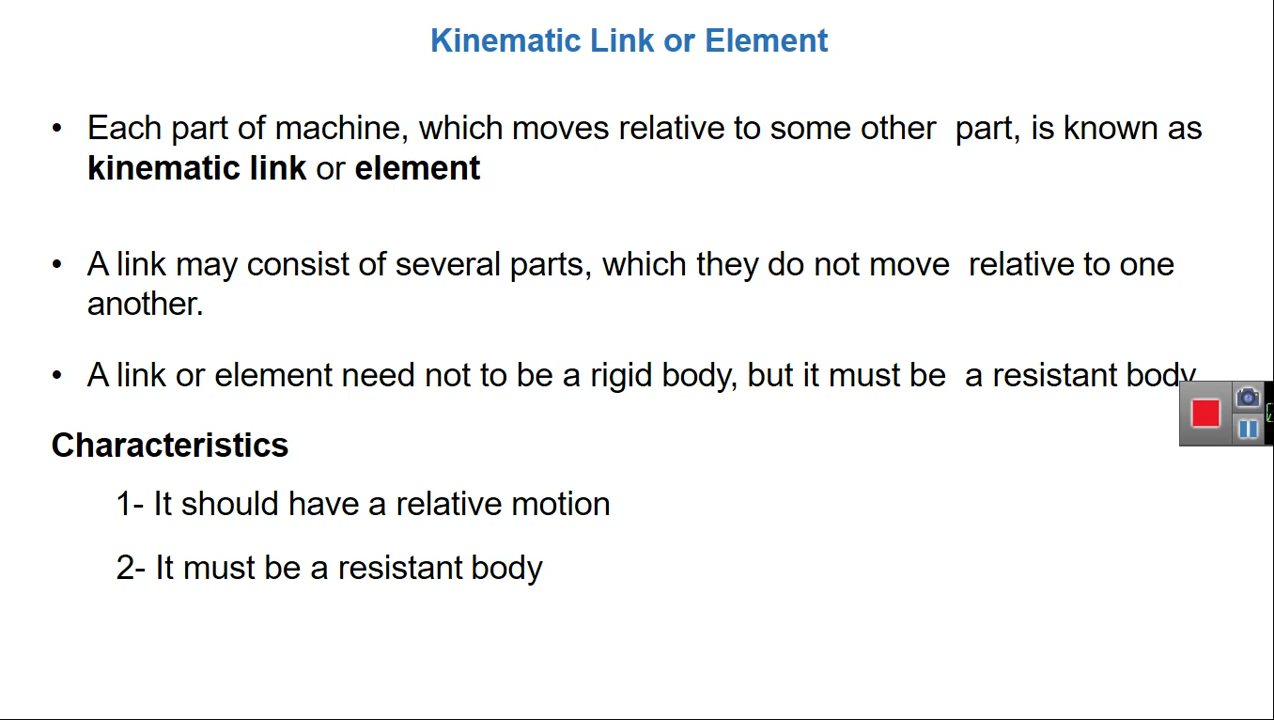 Kinematic Link or Element
• Each part of machine, which moves relative to some other part, is known as
kinematic link or element
• A link may consist of several parts, which they do not move relative to one
another.
• A link or element need not to be a rigid body, but it must be a resistant body
Characteristics
1- It should have a relative motion
2- It must be a resistant body